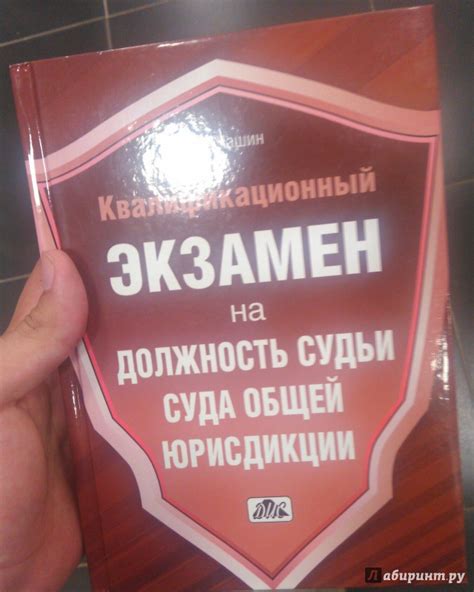 Квалификационный
ЭКЗАМЕН
на
ДОЛЖНОСТЬ СУДЬИ
СУДА ОБЩЕЙ
ЮРИСДИКЦИИ
Лабиринт.ру